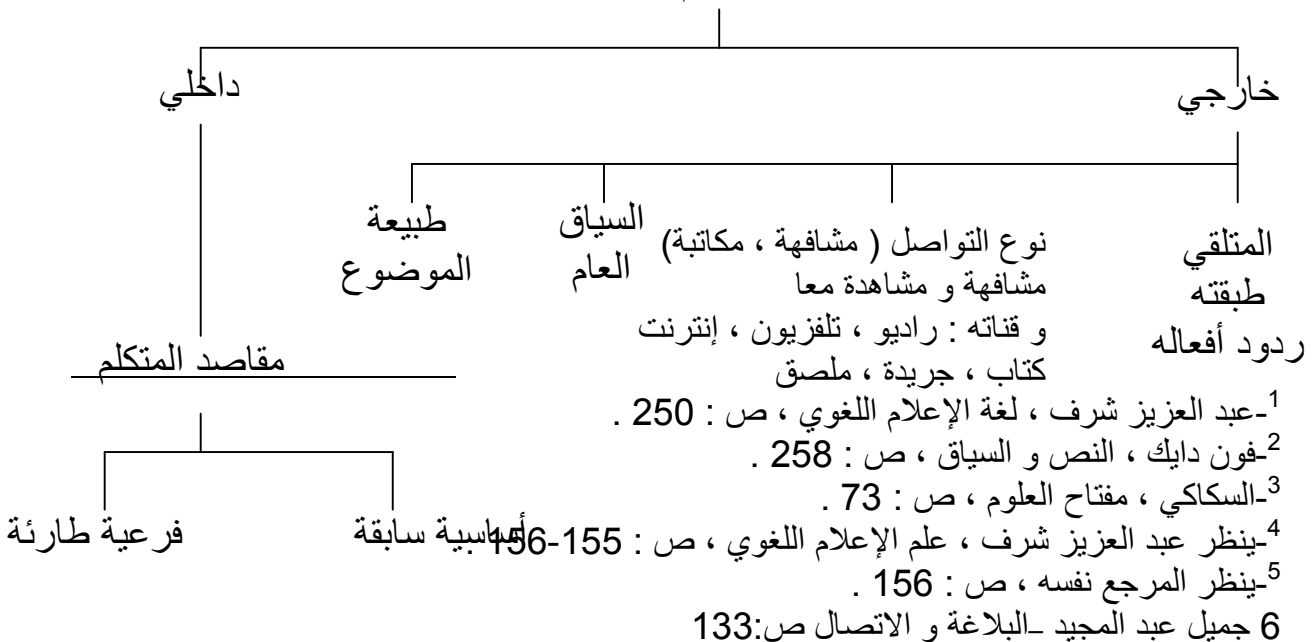 خارجي
داخلي
المتلقي
طبقته
ردود أفعاله
نوع التواصل ( مشافهة ، مكاتبة)
مشافهة و مشاهدة معا
و قناته : راديو ، تلفزيون ، إنترنت
كتاب ، جريدة ، ملصق
السياق
العام
طبيعة
الموضوع
مقاصد المتكلم
أساسية سابقة
فرعية طارئة
1-عبد العزيز شرف ، لغة الإعلام اللغوي ، ص : 250 .
2-فون دايك ، النص و السياق ، ص : 258 .
3-السكاكي ، مفتاح العلوم ، ص : 73 .
4-ينظر عبد العزيز شرف ، علم الإعلام اللغوي ، ص : 155-156 .
5-ينظر المرجع نفسه ، ص : 156 .
6 جميل عبد المجيد –البلاغة و الاتصال ص:133